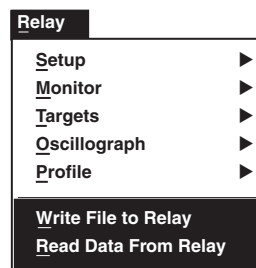 Relay
Setup
Monitor
Targets
Oscillograph
Profile
Write File to Relay
Read Data From Relay